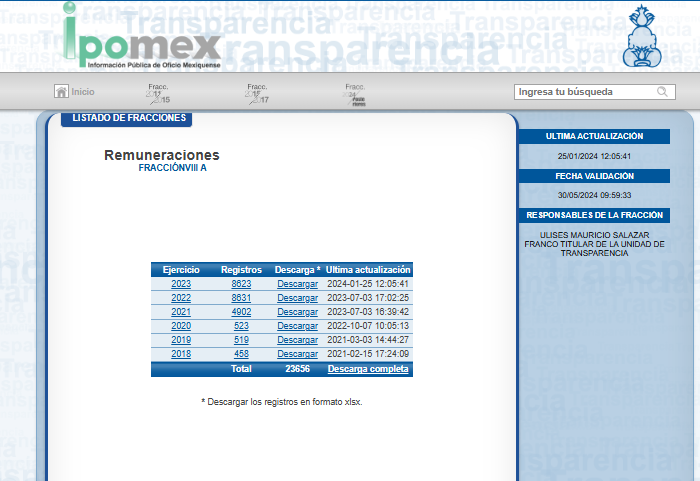 ipomex
Información Pública de Oficio Mexiquense
Transparencia
Inicio
Fracc.
Fracc.
Fracc.
Ingresa tu búsqueda
LISTADO DE FRACCIONES
Remuneraciones
FRACCIÓNVIII A
Ejercicio Registros Descarga * Ultima actualización
2023 8623 Descargar 2024-01-25 12:05:41
2022 8631 Descargar 2023-07-03 17:02:25
2021 4902 Descargar 2023-07-03 16:39:42
2020 523 Descargar 2022-10-07 10:05:13
2019 519 Descargar 2021-03-03 14:44:27
2018 458 Descargar 2021-02-15 17:24:09
Total 23656 Descarga completa
* Descargar los registros en formato xlsx.
ULTIMA ACTUALIZACIÓN
25/01/2024 12:05:41
FECHA VALIDACIÓN
30/05/2024 09:59:33
RESPONSABLES DE LA FRACCIÓN
ULISES MAURICIO SALAZAR
FRANCO TITULAR DE LA UNIDAD DE
TRANSPARENCIA